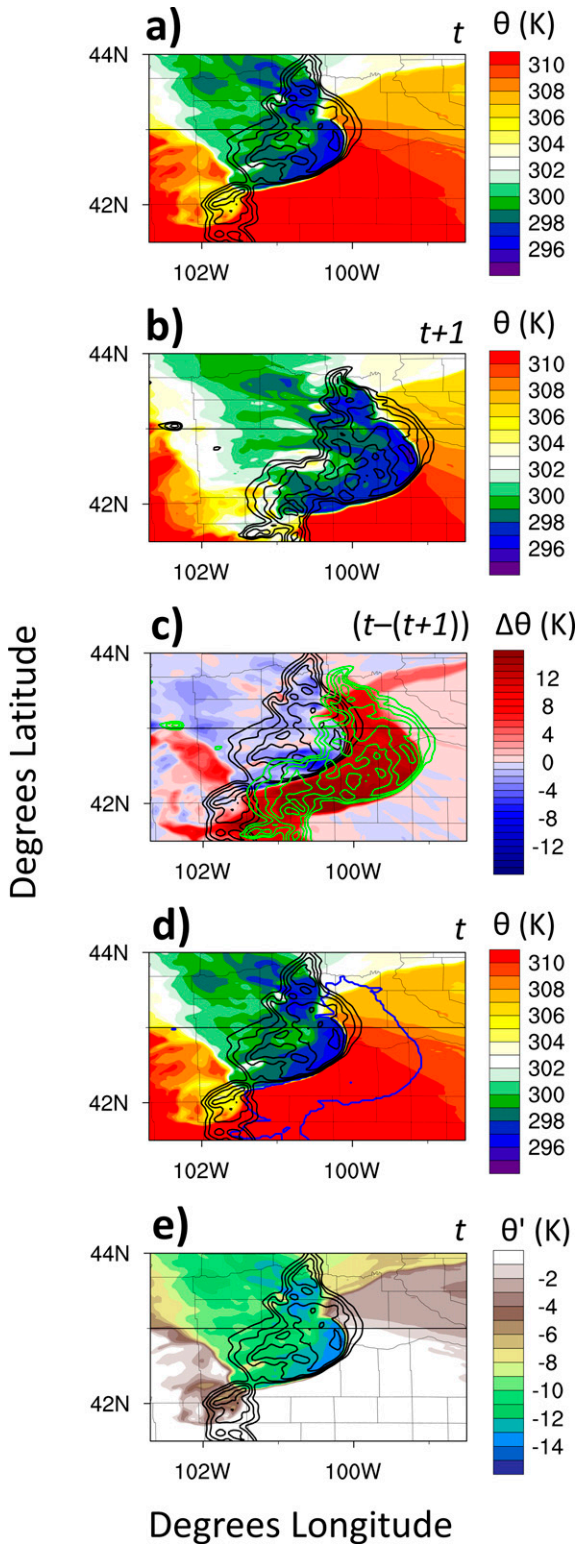 a)
t
θ (K)
44N
42N
102W
100W
310
308
306
304
302
300
298
296
b)
t+1
θ (K)
44N
42N
102W
100W
310
308
306
304
302
300
298
296
c)
(t–(t+1))
Δθ (K)
44N
42N
102W
100W
12
8
4
0
-4
-8
-12
d)
t
θ (K)
44N
42N
102W
100W
310
308
306
304
302
300
298
296
e)
t
θ' (K)
44N
42N
102W
100W
-2
-4
-6
-8
-10
-12
-14
Degrees Latitude
Degrees Longitude